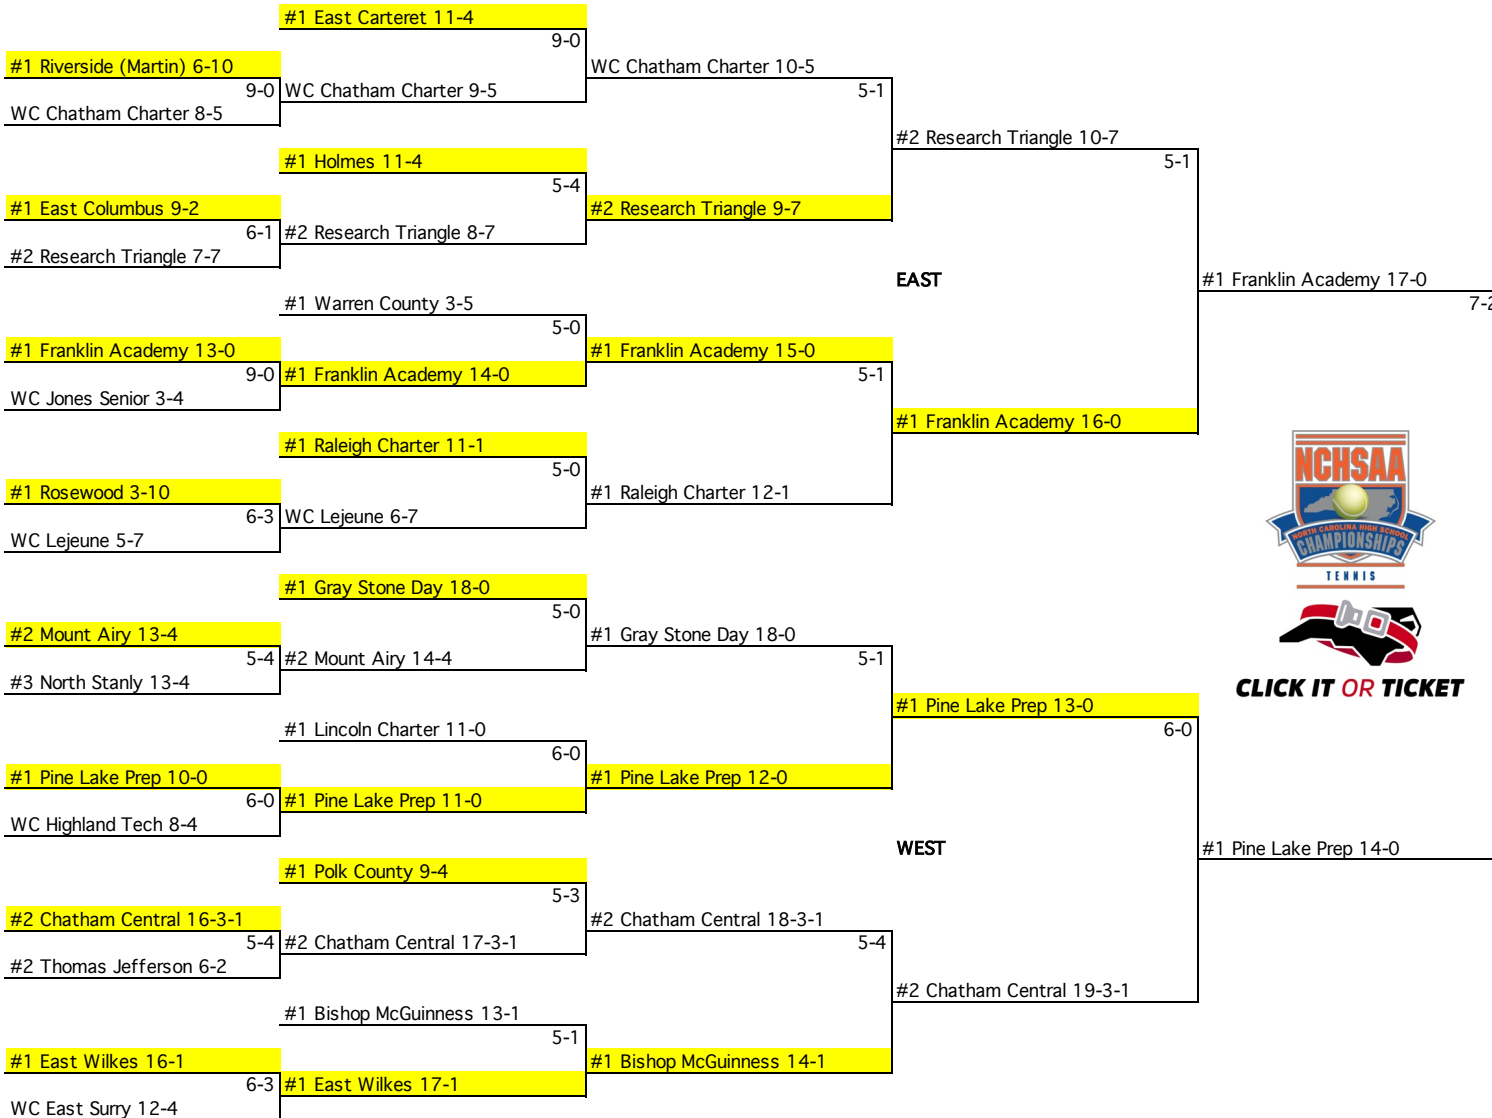 #1 East Carteret 11-4
9-0
#1 Riverside (Martin) 6-10
WC Chatham Charter 10-5
9-0
WC Chatham Charter 9-5
5-1
WC Chatham Charter 8-5
#2 Research Triangle 10-7
#1 Holmes 11-4
5-1
5-4
#1 East Columbus 9-2
#2 Research Triangle 9-7
6-1
#2 Research Triangle 8-7
#2 Research Triangle 7-7
EAST
#1 Franklin Academy 17-0
#1 Warren County 3-5
7-2
5-0
#1 Franklin Academy 13-0
#1 Franklin Academy 15-0
9-0
#1 Franklin Academy 14-0
5-1
WC Jones Senior 3-4
#1 Franklin Academy 16-0
#1 Raleigh Charter 11-1
5-0
#1 Rosewood 3-10
#1 Raleigh Charter 12-1
6-3
WC Lejeune 6-7
WC Lejeune 5-7
NCHSAA
NORTH CAROLINA HIGH SCHOOL
CHAMPIONSHIPS
TENNIS
#1 Gray Stone Day 18-0
5-0
#2 Mount Airy 13-4
#1 Gray Stone Day 18-0
5-4
#2 Mount Airy 14-4
5-1
#3 North Stanly 13-4
CLICK IT OR TICKET
#1 Pine Lake Prep 13-0
#1 Lincoln Charter 11-0
6-0
6-0
#1 Pine Lake Prep 10-0
#1 Pine Lake Prep 12-0
6-0
#1 Pine Lake Prep 11-0
WC Highland Tech 8-4
WEST
#1 Pine Lake Prep 14-0
#1 Polk County 9-4
5-3
#2 Chatham Central 16-3-1
#2 Chatham Central 18-3-1
5-4
#2 Chatham Central 17-3-1
5-4
#2 Thomas Jefferson 6-2
#2 Chatham Central 19-3-1
#1 Bishop McGuinness 13-1
5-1
#1 East Wilkes 16-1
#1 Bishop McGuinness 14-1
6-3
#1 East Wilkes 17-1
WC East Surry 12-4